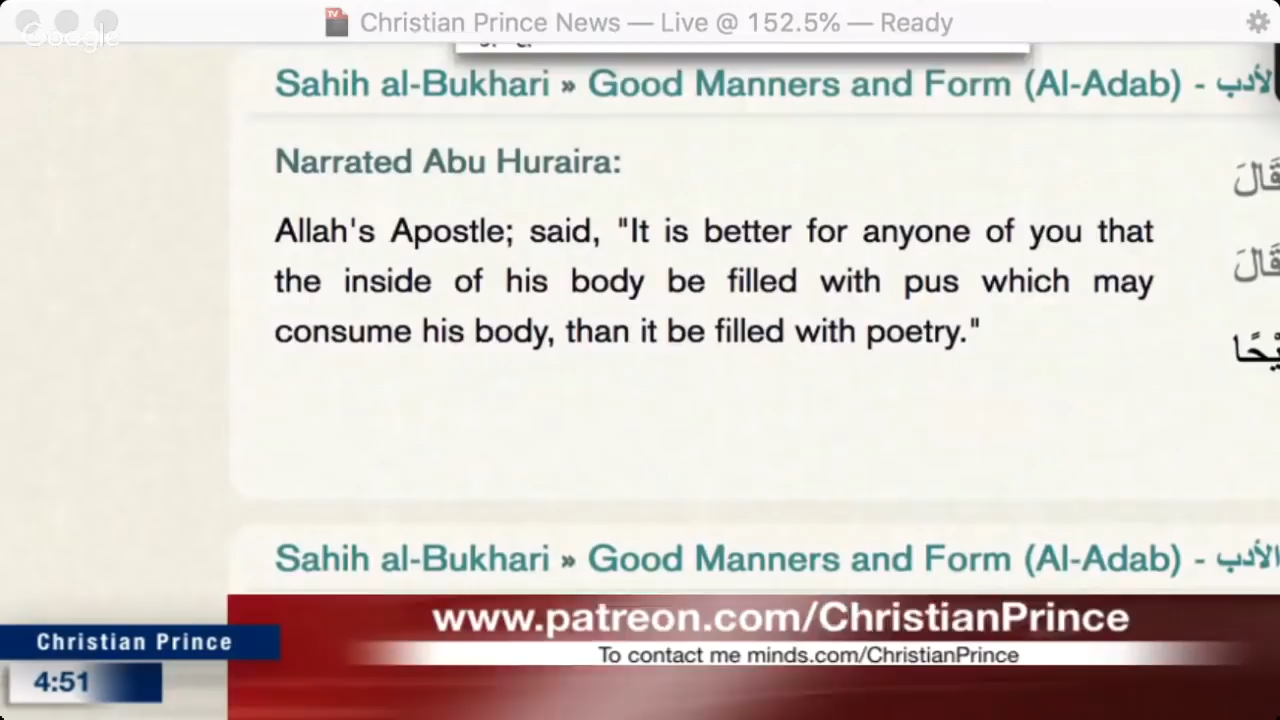 Christian Prince News — Live @ 152.5% — Ready
Google
Sahih al-Bukhari » Good Manners and Form (Al-Adab) - الأدب
Narrated Abu Huraira:
قَالَ
Allah's Apostle; said, "It is better for anyone of you that
the inside of his body be filled with pus which may
قَالَ
consume his body, than it be filled with poetry."
Sahih al-Bukhari » Good Manners and Form (Al-Adab) - الأدب
www.patreon.com/ChristianPrince
Christian Prince
To contact me minds.com/ChristianPrince
4:51